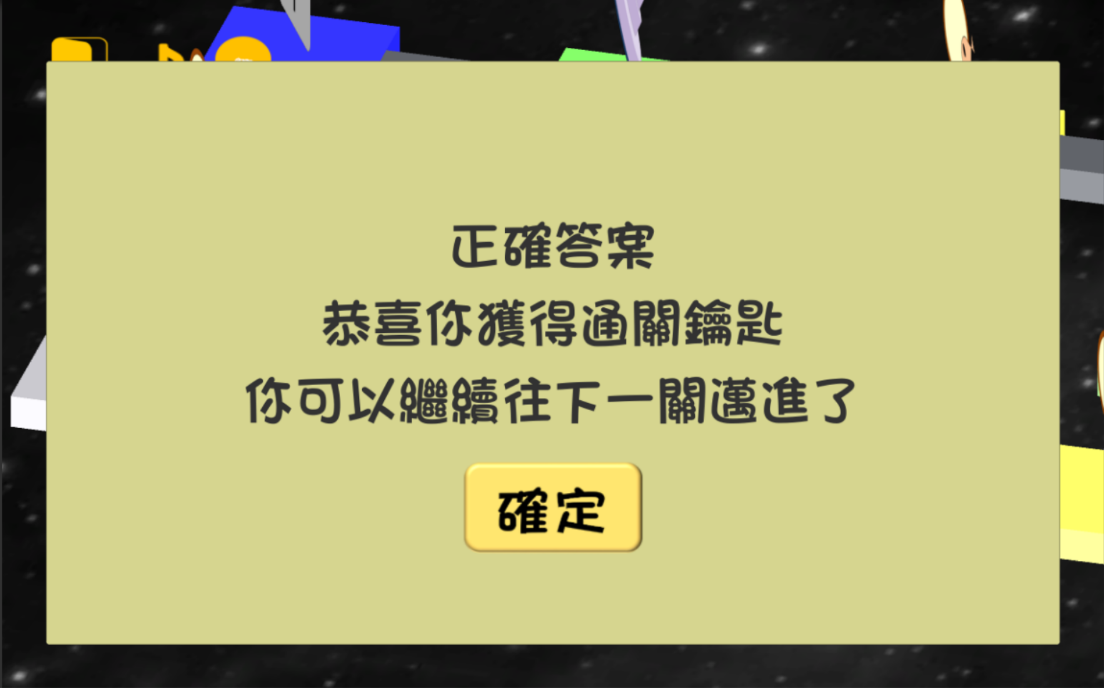 正確答案
恭喜你獲得通關鑰匙
你可以繼續往下一關邁進了
確定